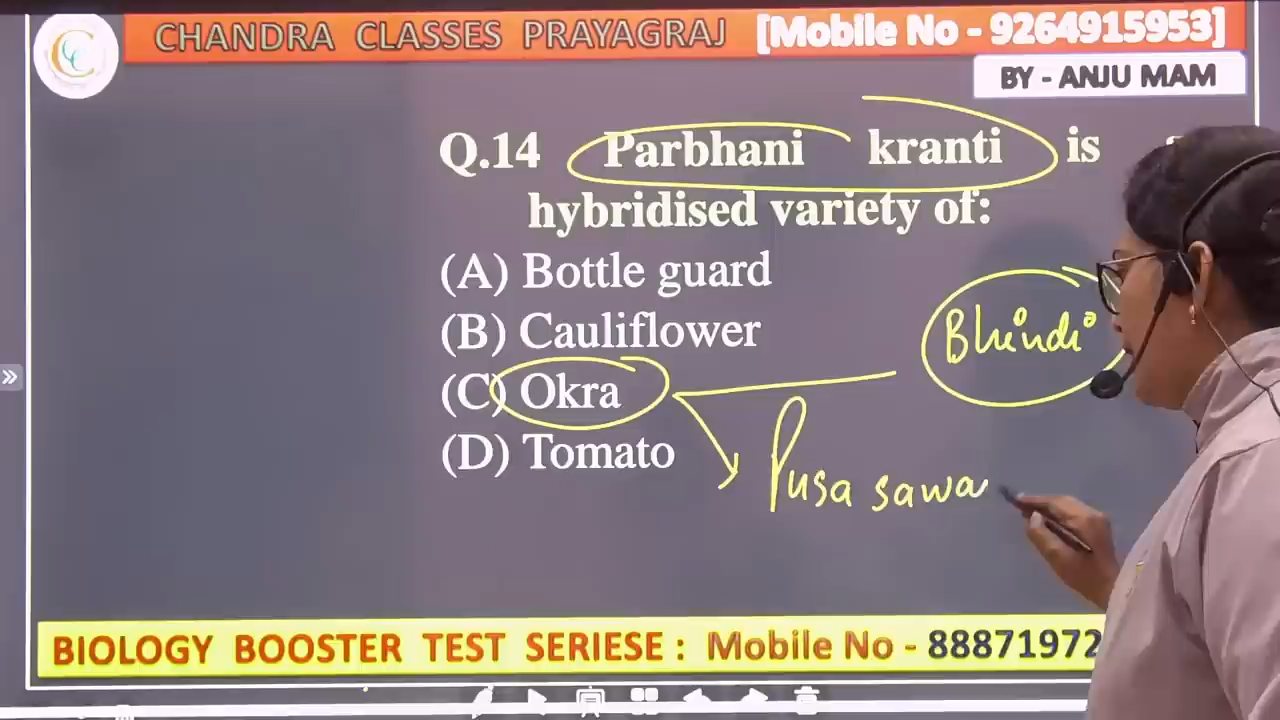 CHANDRA CLASSES PRAYAGRAJ [Mobile No - 9264915953]
BY - ANJU MAM
Q.14 Parbhani kranti is
hybridised variety of:
(A) Bottle guard
(B) Cauliflower
Bhindi
(C) Okra
(D) Tomato
Pusa sawa
BIOLOGY BOOSTER TEST SERIESE : Mobile No - 88871972